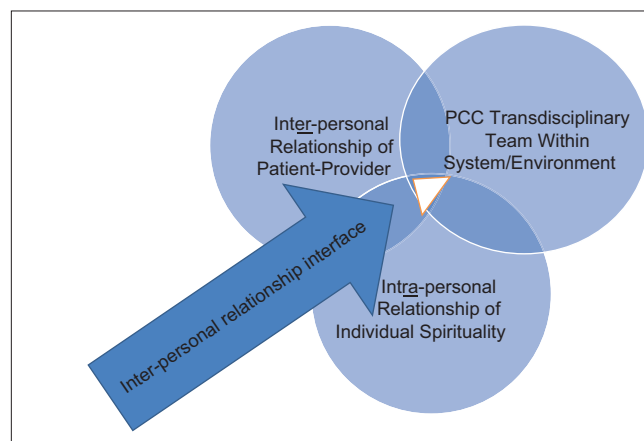 Inter-personal
Relationship of
Patient-Provider
PCC Transdisciplinary
Team Within
System/Environment
Intra-personal
Relationship of
Individual Spirituality
Inter-personal relationship interface